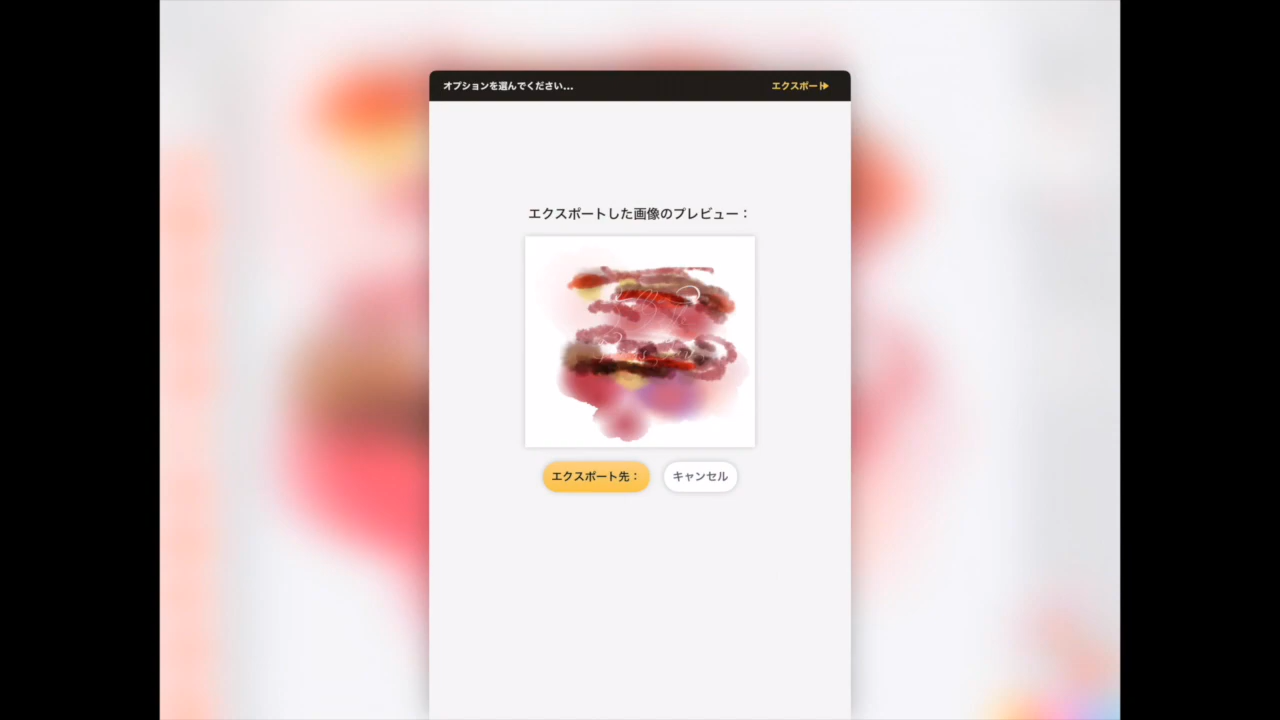 オプションを選んでください...
エクスポート
エクスポートした画像のプレビュー：
エクスポート先：
キャンセル